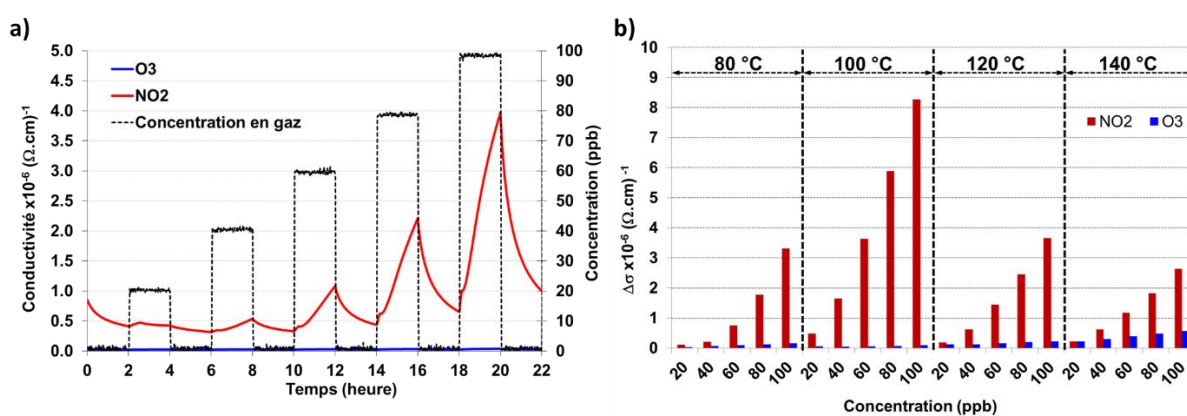 a)
Conductivité x10⁻⁶ (Ω.cm)⁻¹
5.0
4.5
4.0
3.5
3.0
2.5
2.0
1.5
1.0
0.5
0.0
O3
NO2
Concentration en gaz
100
90
80
70
60
50
40
30
20
10
0
Concentration (ppb)
0 2 4 6 8 10 12 14 16 18 20 22
Temps (heure)
b)
Δσ x10⁻⁶ (Ω.cm)⁻¹
10
9
8
7
6
5
4
3
2
1
0
80 °C 100 °C 120 °C 140 °C
NO2 O3
20 40 60 80 100 20 40 60 80 100 20 40 60 80 100 20 40 60 80 100
Concentration (ppb)